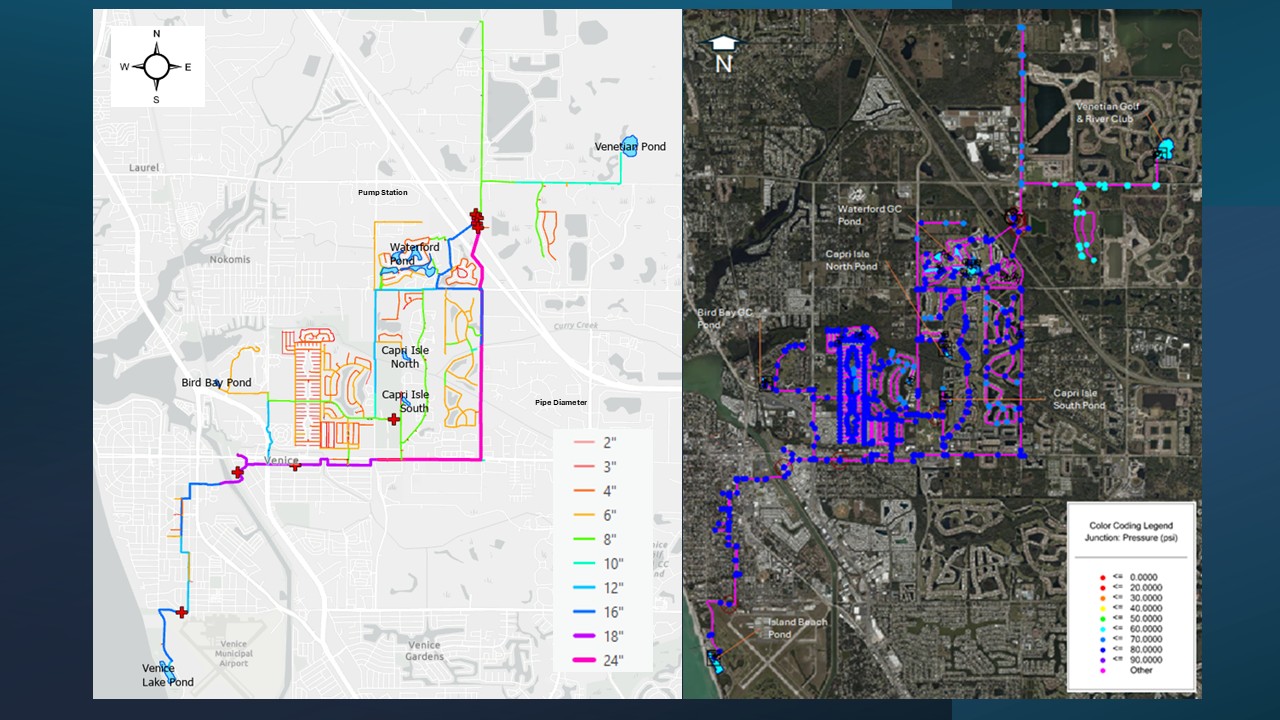 N
W
E
S
Laurel
Nokomis
Pump Station
Venetian Pond
Waterford
Pond
Curry Creek
Capri Isle
North
Bird Bay Pond
Capri Isle
South
Pipe Diameter
Venice
2"
3"
4"
6"
8"
10"
12"
16"
18"
24"
Venice
Municipal
Airport
Venice
Gardens
Venice
Lake Pond
N
Venetian Golf
& River Club
Waterford GC
Pond
Capri Isle
North Pond
Bird Bay GC
Pond
Capri Isle
South Pond
Island Beach
Pond
Color Coding Legend
Junction: Pressure (psi)
<= 0.0000
<= 20.0000
<= 30.0000
<= 40.0000
<= 50.0000
<= 60.0000
<= 70.0000
<= 80.0000
<= 90.0000
Other